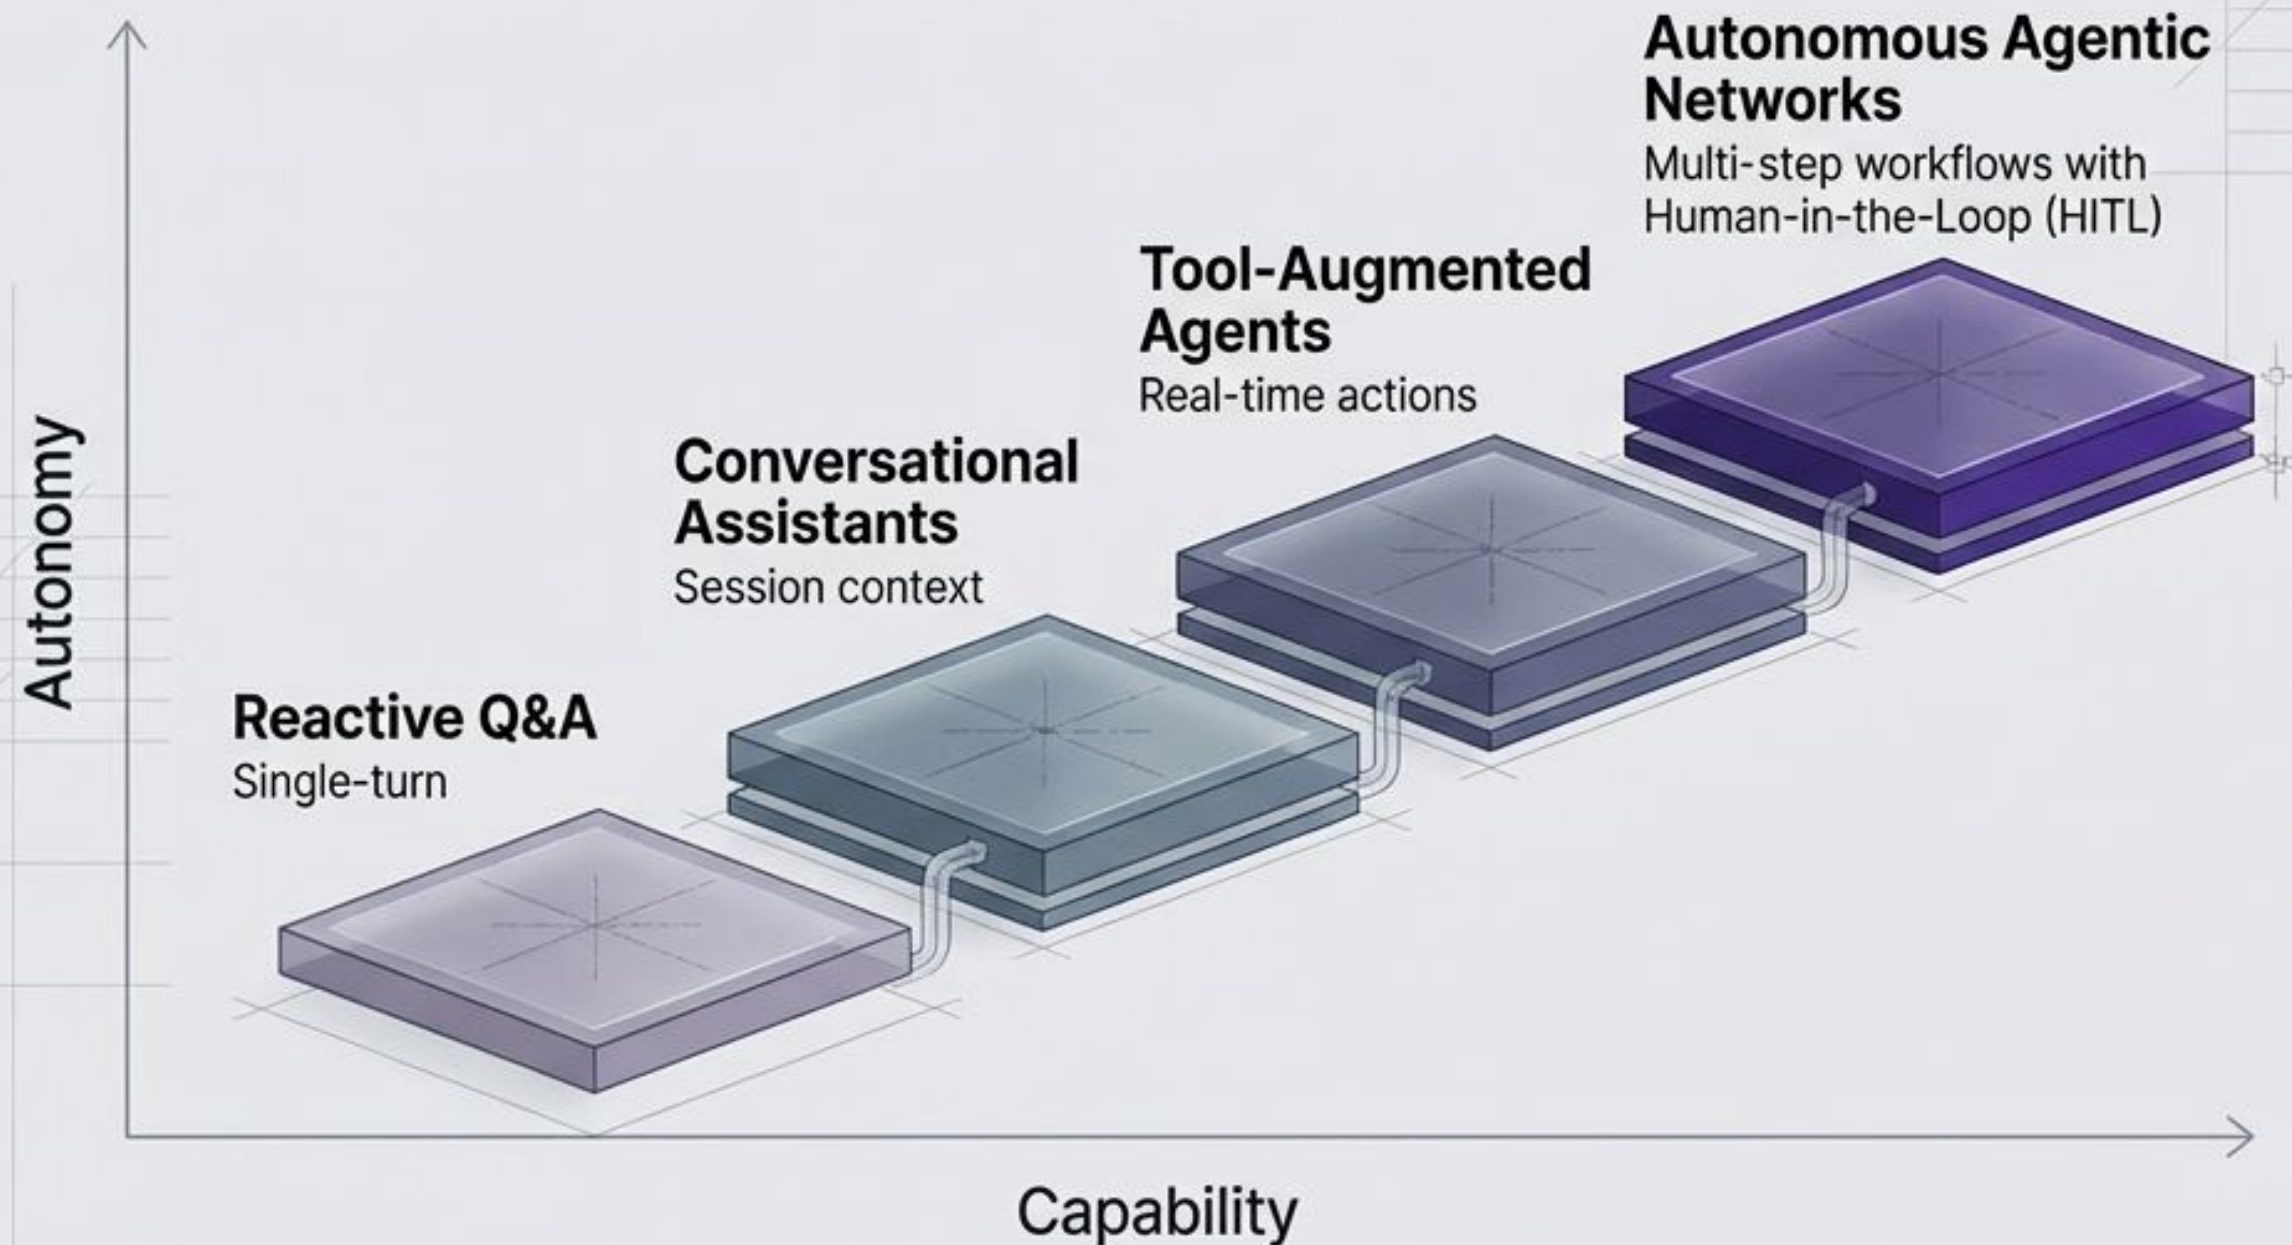 Autonomous Agentic
Networks
Multi-step workflows with
Human-in-the-Loop (HITL)
Tool-Augmented
Agents
Real-time actions
Conversational
Assistants
Session context
Reactive Q&A
Single-turn
Autonomy
Capability